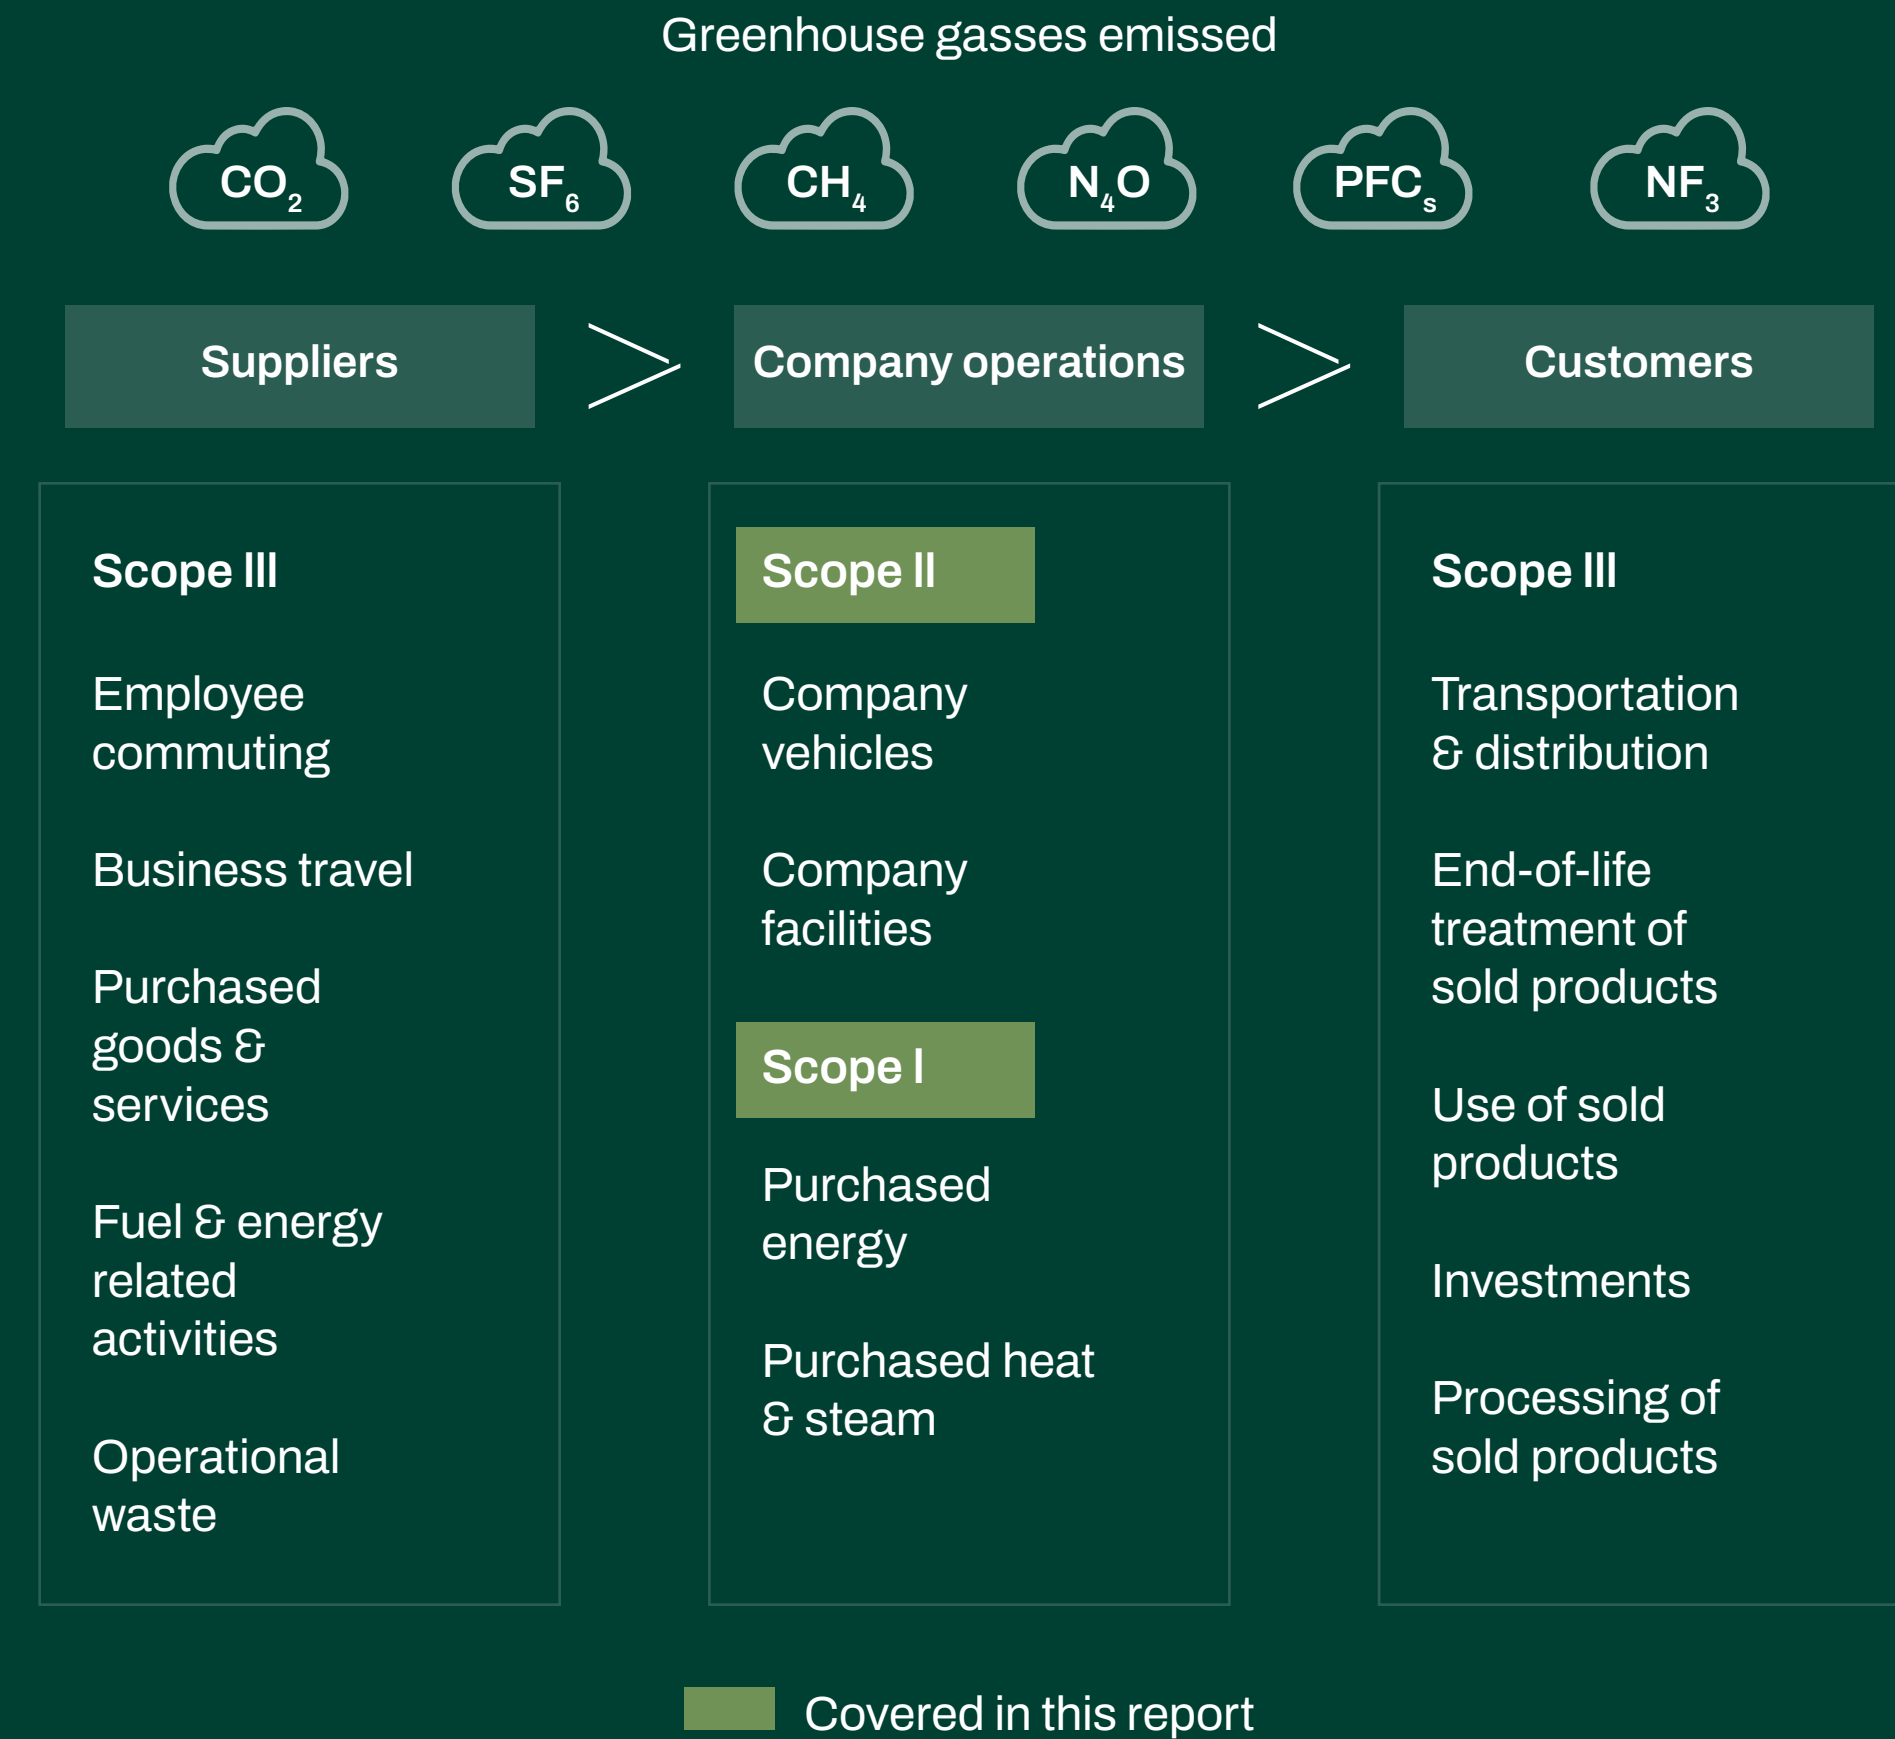 Greenhouse gasses emissed
CO₂
SF₆
CH₄
N₄O
PFCₛ
NF₃
Suppliers
>
Company operations
>
Customers
Scope III
Employee
commuting
Business travel
Purchased
goods &
services
Fuel & energy
related
activities
Operational
waste
Scope II
Company
vehicles
Company
facilities
Scope I
Purchased
energy
Purchased heat
& steam
Scope III
Transportation
& distribution
End-of-life
treatment of
sold products
Use of sold
products
Investments
Processing of
sold products
Covered in this report